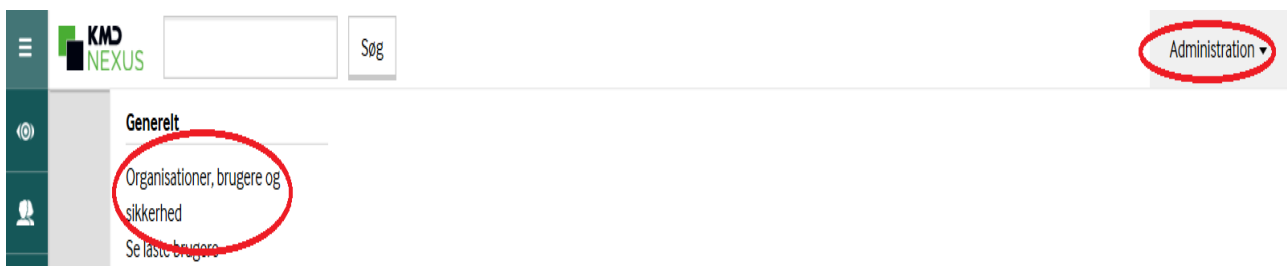 KMD
NEXUS
Søg
Administration
Generelt
Organisationer, brugere og
sikkerhed
Se låste brugere